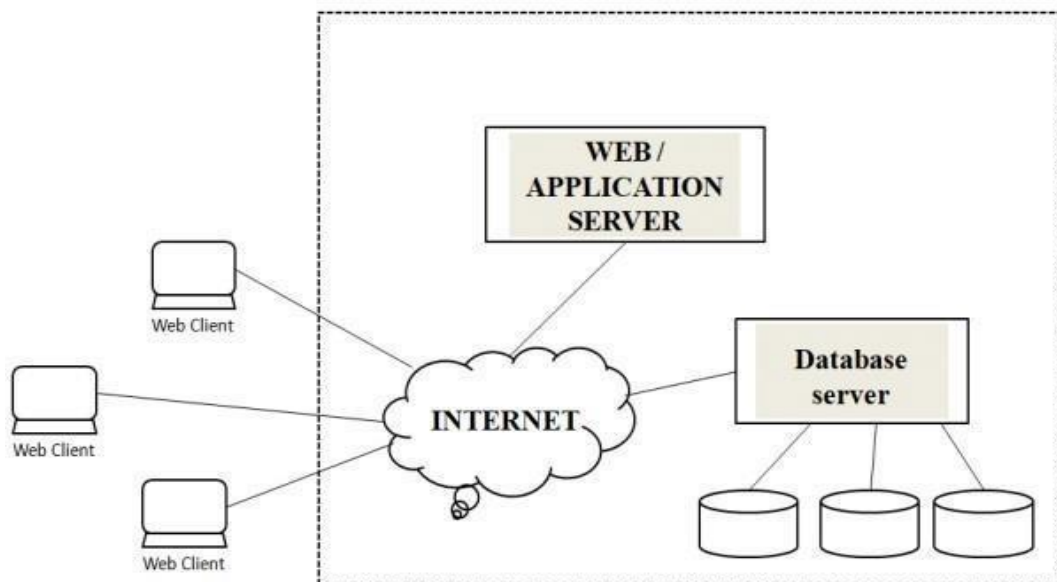 WEB /
APPLICATION
SERVER
Web Client
Database
server
Web Client
INTERNET
Web Client